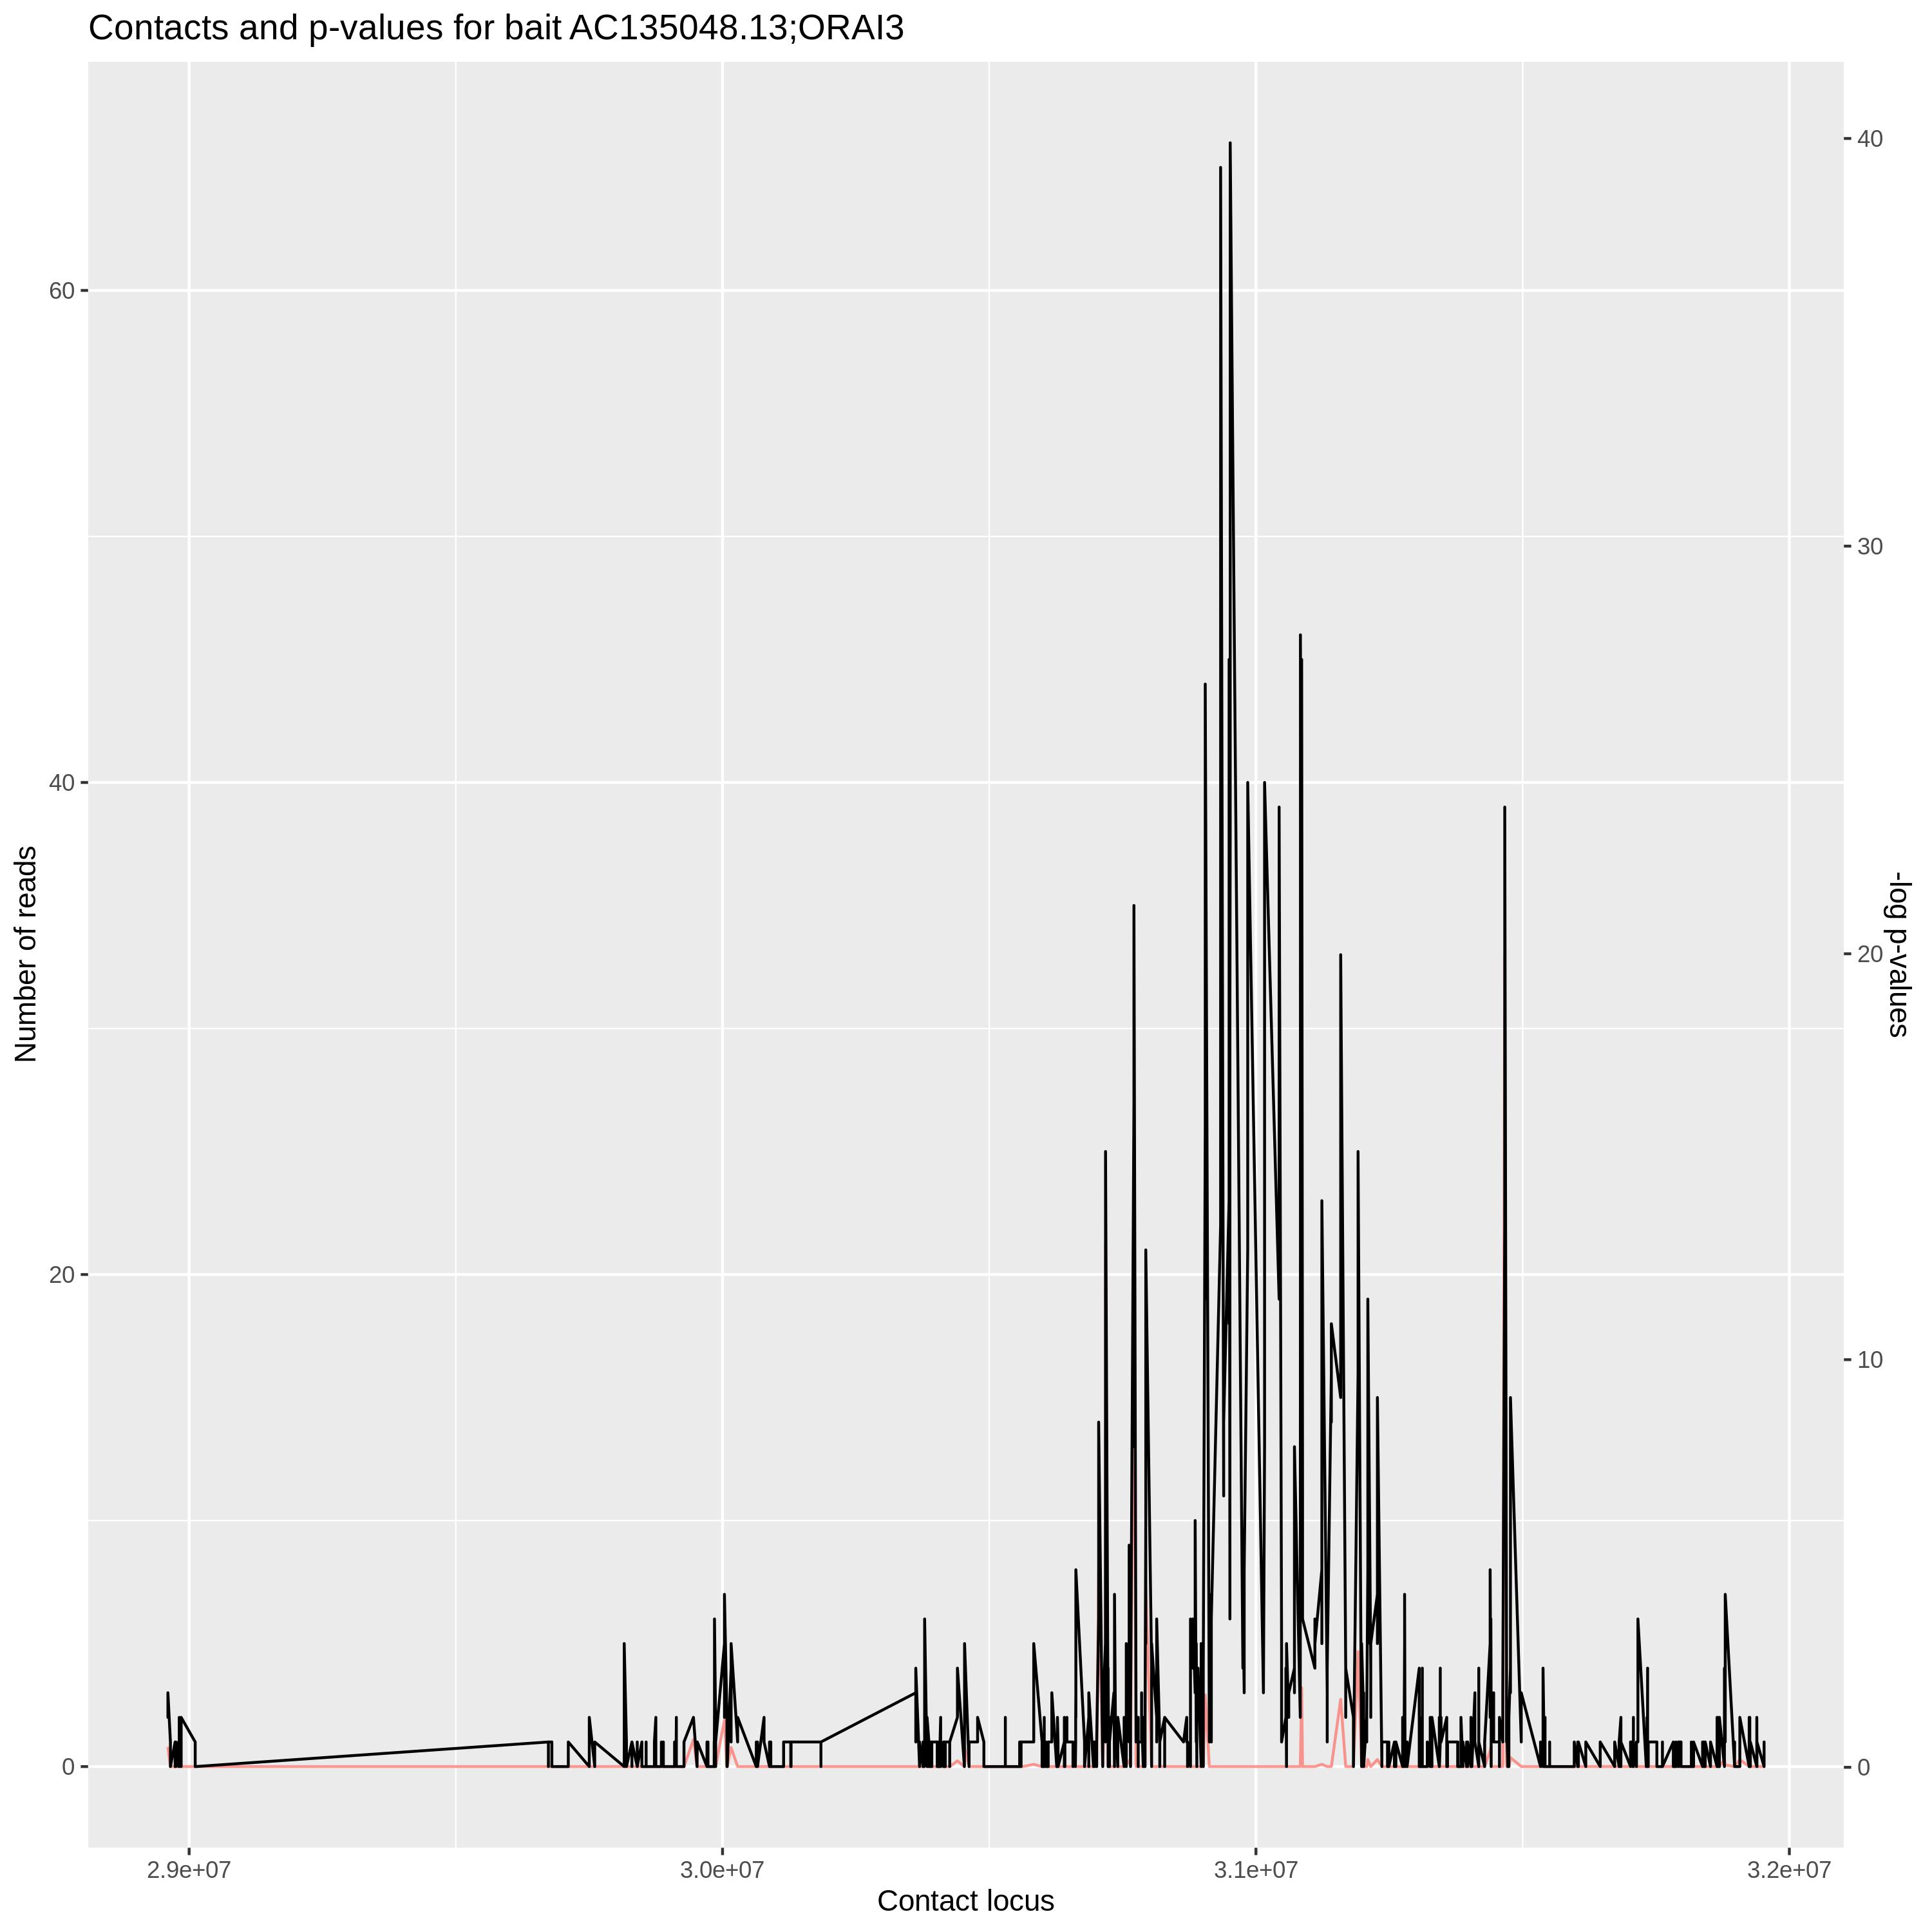 Contacts and p-values for bait AC135048.13;ORAI3
60
40
20
0
Number of reads
40
30
20
10
0
-log p-values
2.9e+07
3.0e+07
3.1e+07
3.2e+07
Contact locus